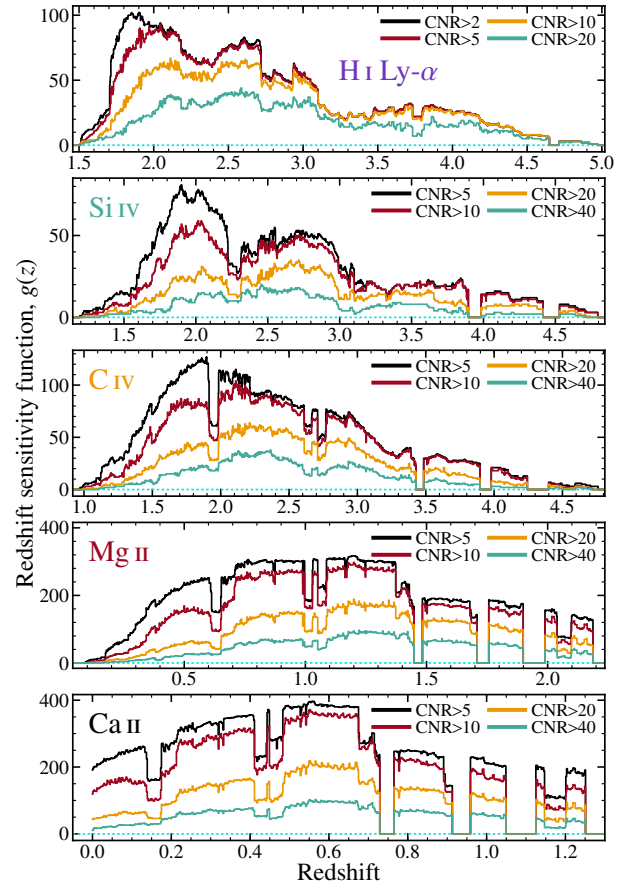 Redshift sensitivity function, g(z)
100
50
0
CNR>2 CNR>10
CNR>5 CNR>20
H I Ly-α
1.5 2.0 2.5 3.0 3.5 4.0 4.5 5.0
50
0
Si IV
CNR>5 CNR>20
CNR>10 CNR>40
1.5 2.0 2.5 3.0 3.5 4.0 4.5
100
50
0
C IV
CNR>5 CNR>20
CNR>10 CNR>40
1.0 1.5 2.0 2.5 3.0 3.5 4.0 4.5
400
200
0
Mg II
CNR>5 CNR>20
CNR>10 CNR>40
0.5 1.0 1.5 2.0
400
200
0
Ca II
CNR>5 CNR>20
CNR>10 CNR>40
0.0 0.2 0.4 0.6 0.8 1.0 1.2
Redshift